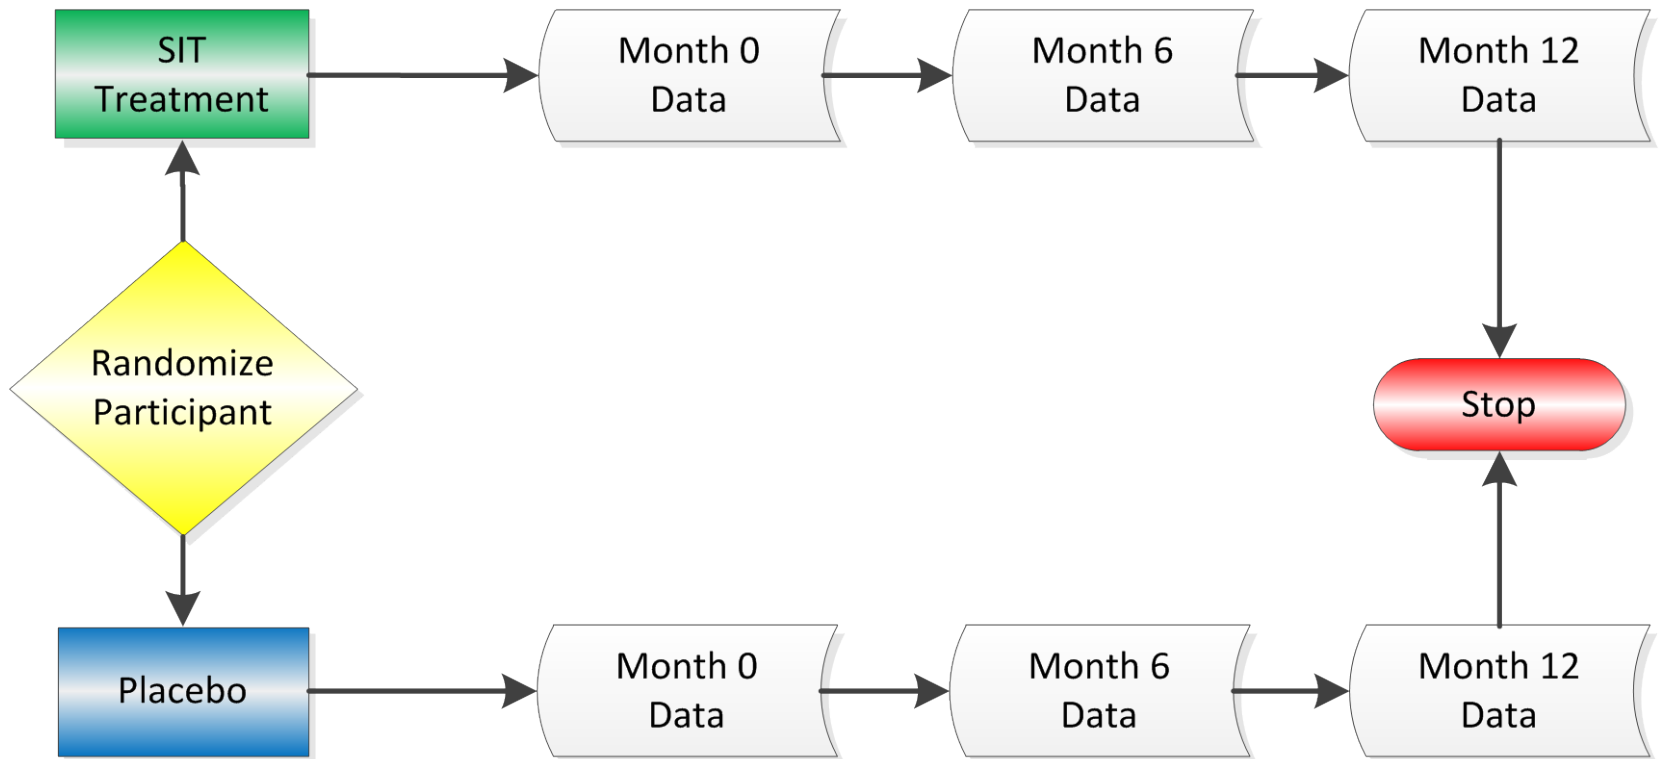 SIT
Treatment
Month 0
Data
Month 6
Data
Month 12
Data
Randomize
Participant
Stop
Placebo
Month 0
Data
Month 6
Data
Month 12
Data